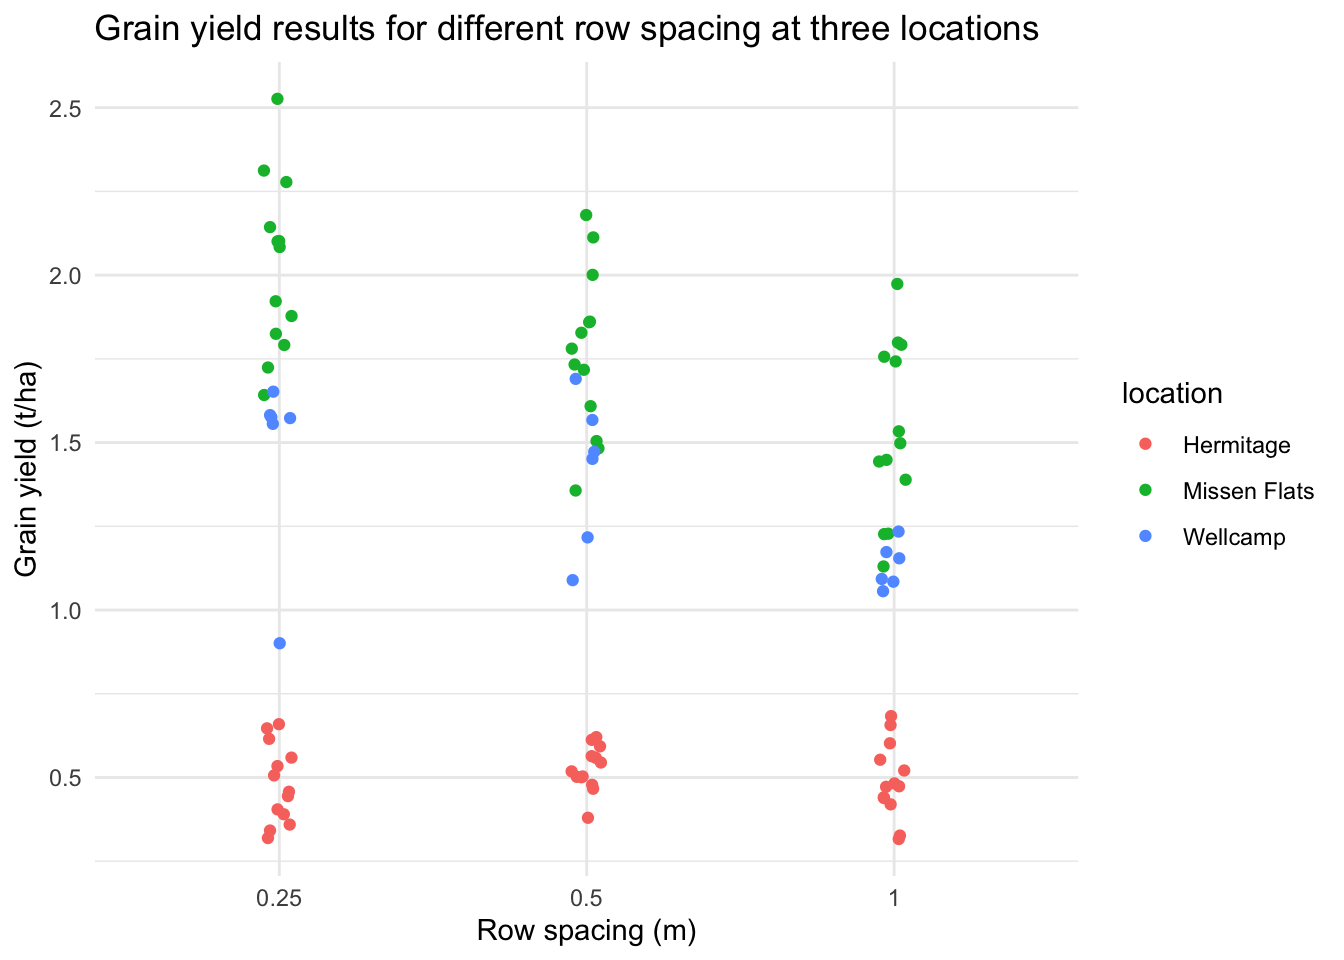 Grain yield results for different row spacing at three locations
2.5
2.0
1.5
1.0
0.5
Grain yield (t/ha)
0.25 0.5 1
Row spacing (m)
location
Hermitage
Missen Flats
Wellcamp